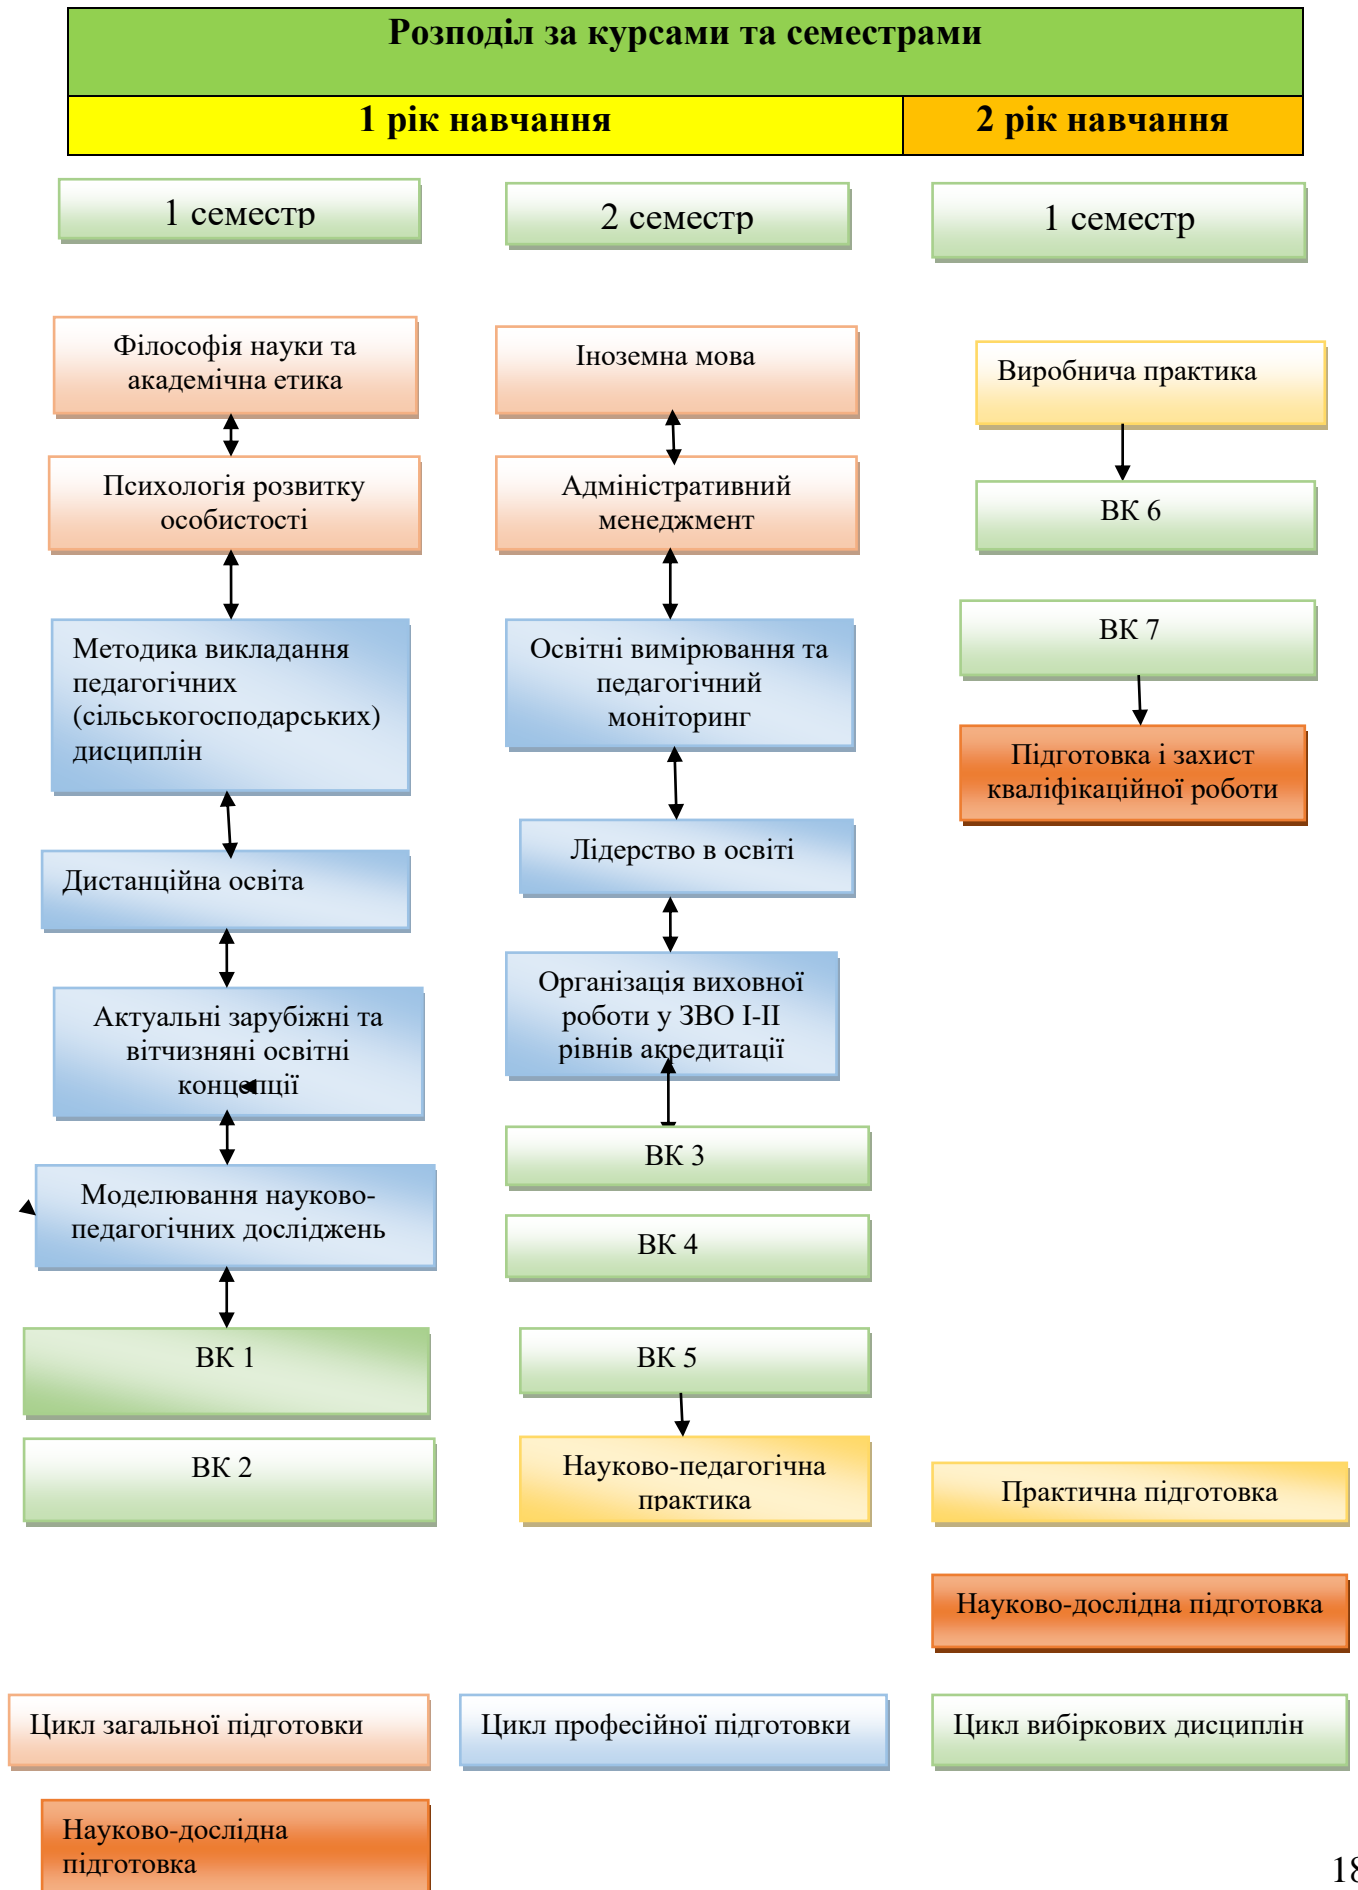 Розподіл за курсами та семестрами
1 рік навчання
2 рік навчання
1 семестр
2 семестр
1 семестр
Філософія науки та
академічна етика
Психологія розвитку
особистості
Методика викладання
педагогічних
(сільськогосподарських)
дисциплін
Дистанційна освіта
Актуальні зарубіжні та
вітчизняні освітні
концепції
Моделювання науково-
педагогічних досліджень
ВК 1
ВК 2
Іноземна мова
Адміністративний
менеджмент
Освітні вимірювання та
педагогічний
моніторинг
Лідерство в освіті
Організація виховної
роботи у ЗВО І-ІІ
рівнів акредитації
ВК 3
ВК 4
ВК 5
Науково-педагогічна
практика
Виробнича практика
ВК 6
ВК 7
Підготовка і захист
кваліфікаційної роботи
Практична підготовка
Науково-дослідна підготовка
Цикл загальної підготовки
Цикл професійної підготовки
Цикл вибіркових дисциплін
Науково-дослідна
підготовка
18